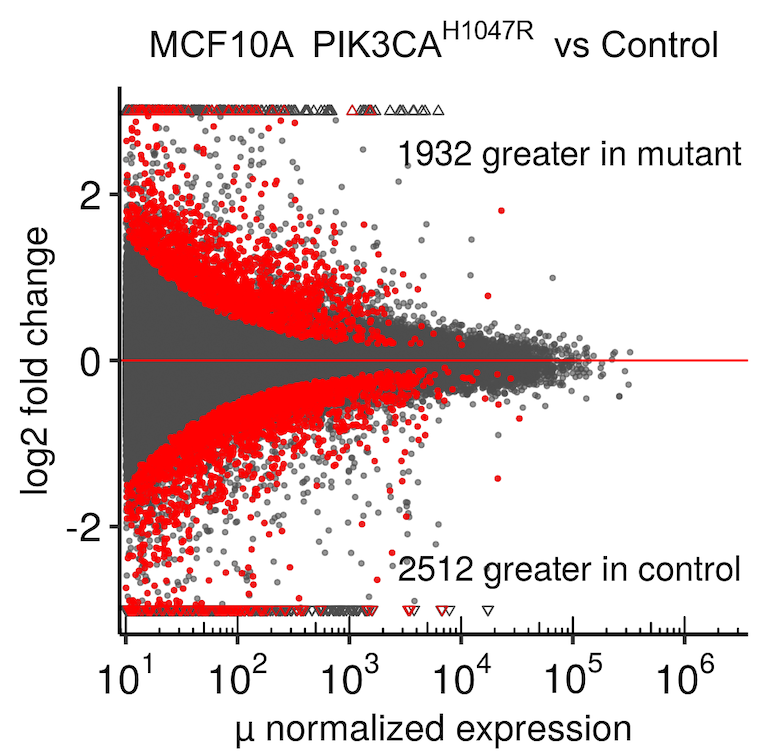 MCF10A PIK3CA^H1047R vs Control
1932 greater in mutant
2
log2 fold change
0
-2
2512 greater in control
10^1 10^2 10^3 10^4 10^5 10^6
μ normalized expression